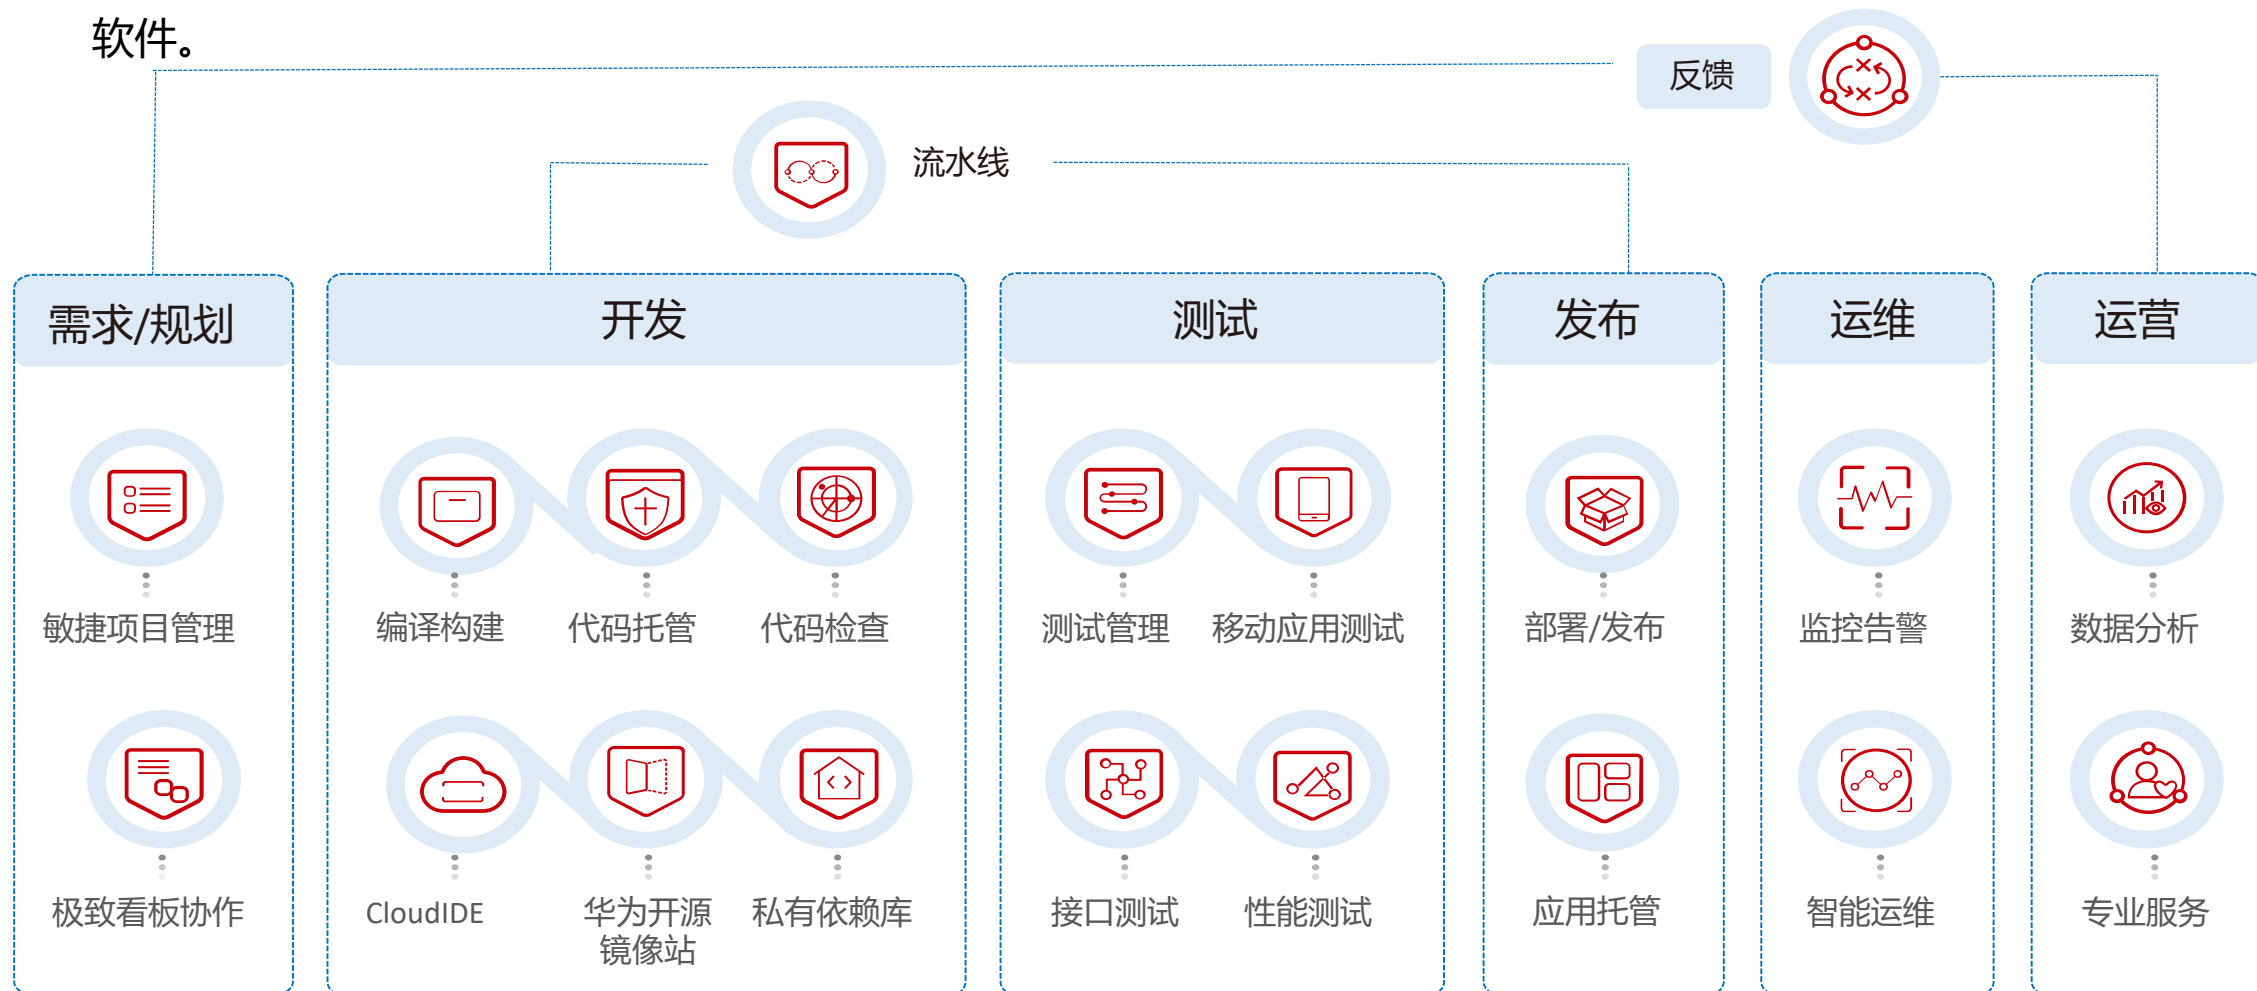 软件。
反馈
流水线
需求/规划
开发
测试
发布
运维
运营
敏捷项目管理
编译构建
代码托管
代码检查
测试管理
移动应用测试
部署/发布
监控告警
数据分析
极致看板协作
CloudIDE
华为开源
镜像站
私有依赖库
接口测试
性能测试
应用托管
智能运维
专业服务